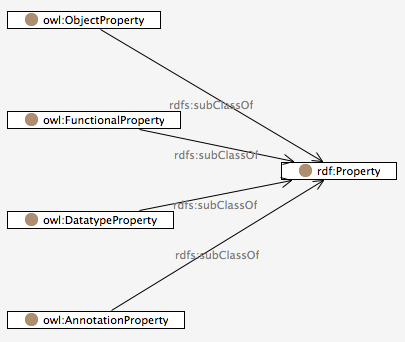 owl:ObjectProperty
rdfs:subClassOf
owl:FunctionalProperty
rdfs:subClassOf
rdf:Property
rdfs:subClassOf
owl:DatatypeProperty
rdfs:subClassOf
owl:AnnotationProperty